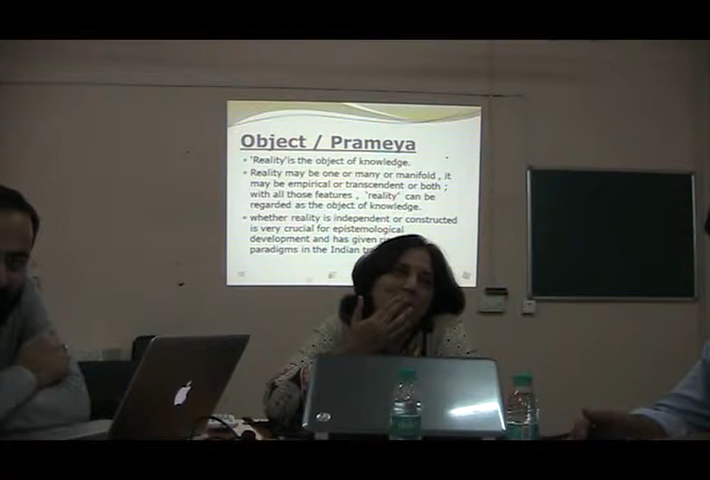 Object / Prameya
• 'Reality'is the object of knowledge.
• Reality may be one or many or manifold , it
may be empirical or transcendent or both ;
with all those features , 'reality' can be
regarded as the object of knowledge.
• whether reality is independent or constructed
is very crucial for epistemological
development and has given
paradigms in the Indian
hp